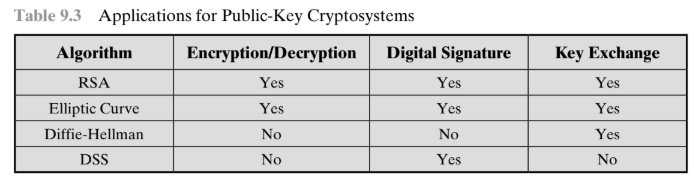 Table 9.3 Applications for Public-Key Cryptosystems
Algorithm Encryption/Decryption Digital Signature Key Exchange
RSA Yes Yes Yes
Elliptic Curve Yes Yes Yes
Diffie-Hellman No No Yes
DSS No Yes No